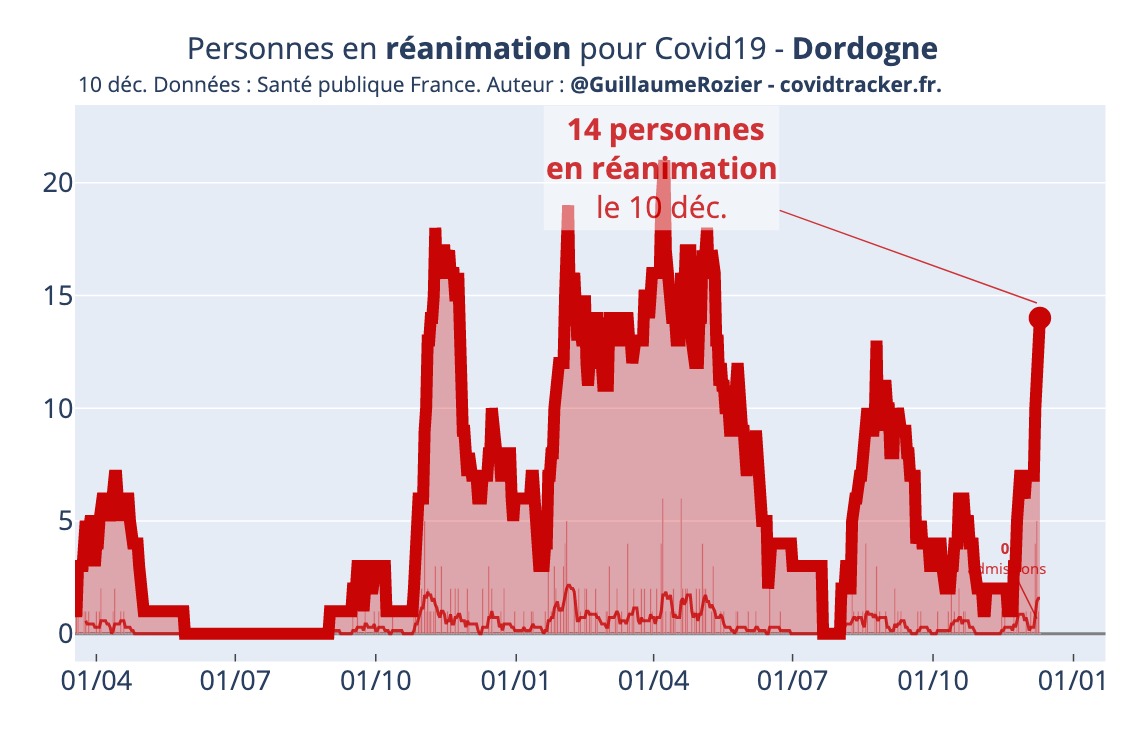 Personnes en réanimation pour Covid19 - Dordogne
10 déc. Données : Santé publique France. Auteur : @GuillaumeRozier - covidtracker.fr.
14 personnes
en réanimation
le 10 déc.
20
15
10
5
0
0
admissions
01/04
01/07
01/10
01/01
01/04
01/07
01/10
01/01